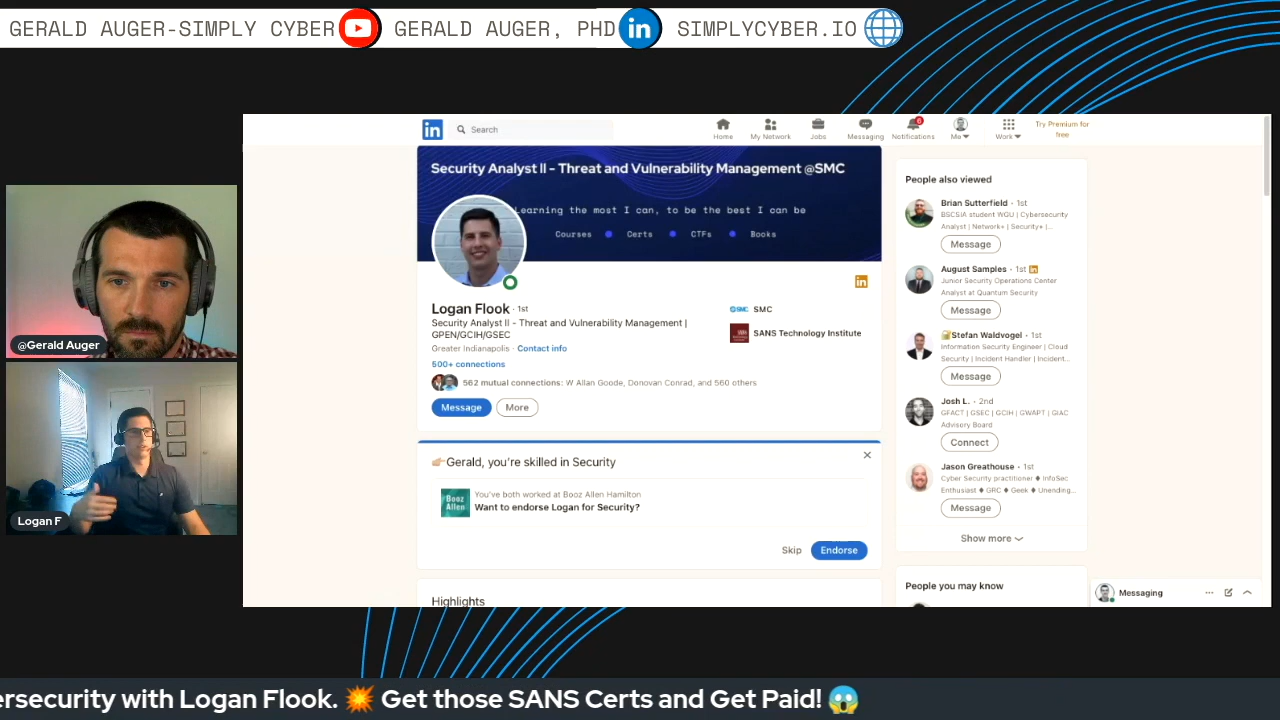 GERALD AUGER-SIMPLY CYBER
GERALD AUGER, PHD
in
SIMPLYCYBER.IO
in
Search
Home
My Network
Jobs
Messaging
6
Notifications
Me
Work
Try Premium for
free
Security Analyst II - Threat and Vulnerability Management @SMC
Learning the most I can, to be the best I can be
Courses
Certs
CTFs
Books
Logan Flook · 1st
Security Analyst II - Threat and Vulnerability Management |
GPEN/GCIH/GSEC
Greater Indianapolis · Contact info
500+ connections
562 mutual connections: W Allan Goode, Donovan Conrad, and 560 others
Message
More
in
SMC SMC
SANS Technology Institute
👉Gerald, you're skilled in Security
Booz
Allen
You've both worked at Booz Allen Hamilton
Want to endorse Logan for Security?
Skip
Endorse
Highlights
People also viewed
Brian Sutterfield · 1st
BSCSIA student WGU | Cybersecurity
Analyst | Network+ | Security+ |...
Message
August Samples · 1st in
Junior Security Operations Center
Analyst at Quantum Security
Message
🔐Stefan Waldvogel · 1st
Information Security Engineer | Cloud
Security | Incident Handler | Incident...
Message
Josh L. · 2nd
GFACT | GSEC | GCIH | GWAPT | GIAC
Advisory Board
Connect
Jason Greathouse · 1st
Cyber Security practitioner ♦ InfoSec
Enthusiast ♦ GRC ♦ Geek ♦ Unending...
Message
Show more
People you may know
Messaging
@Gerald Auger
Logan F
ersecurity with Logan Flook. 💥 Get those SANS Certs and Get Paid! 😱